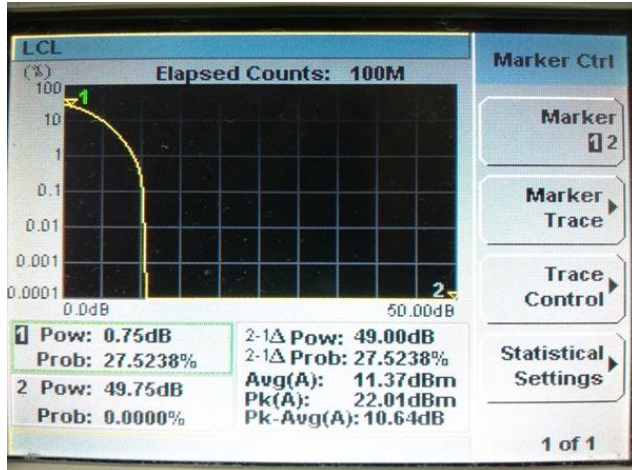 LCL
Marker Ctrl
(%)
Elapsed Counts: 100M
100
1
10
1
0.1
0.01
0.001
0.0001
2
0.0dB
50.00dB
Marker
1 2
Marker
Trace
Trace
Control
Statistical
Settings
1 of 1
1 Pow: 0.75dB
Prob: 27.5238%
2 Pow: 49.75dB
Prob: 0.0000%
2-1Δ Pow: 49.00dB
2-1Δ Prob: 27.5238%
Avg(A): 11.37dBm
Pk(A): 22.01dBm
Pk-Avg(A): 10.64dB